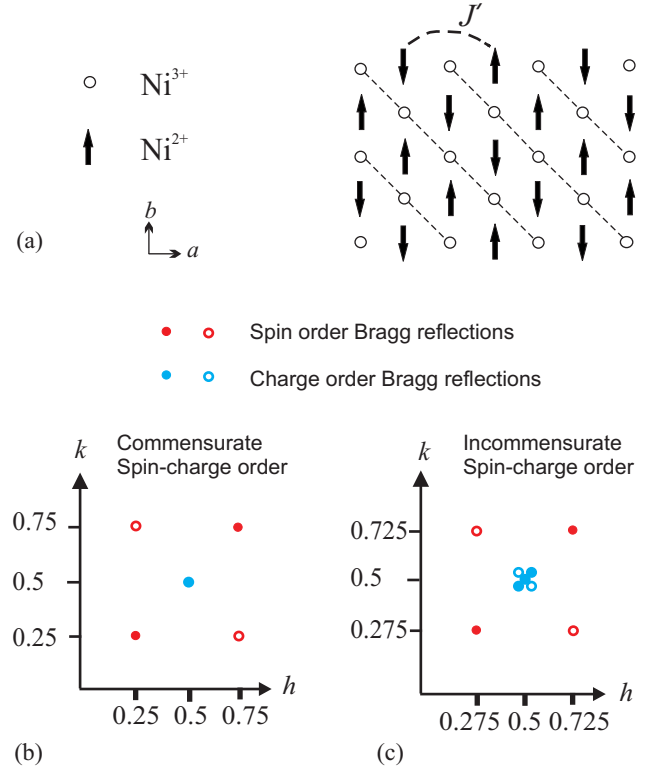 J′
Ni³⁺
Ni²⁺
b
a
(a)
Spin order Bragg reflections
Charge order Bragg reflections
k
Commensurate
Spin-charge order
0.75
0.5
0.25
0.25 0.5 0.75
h
(b)
k
Incommensurate
Spin-charge order
0.725
0.5
0.275
0.275 0.5 0.725
h
(c)